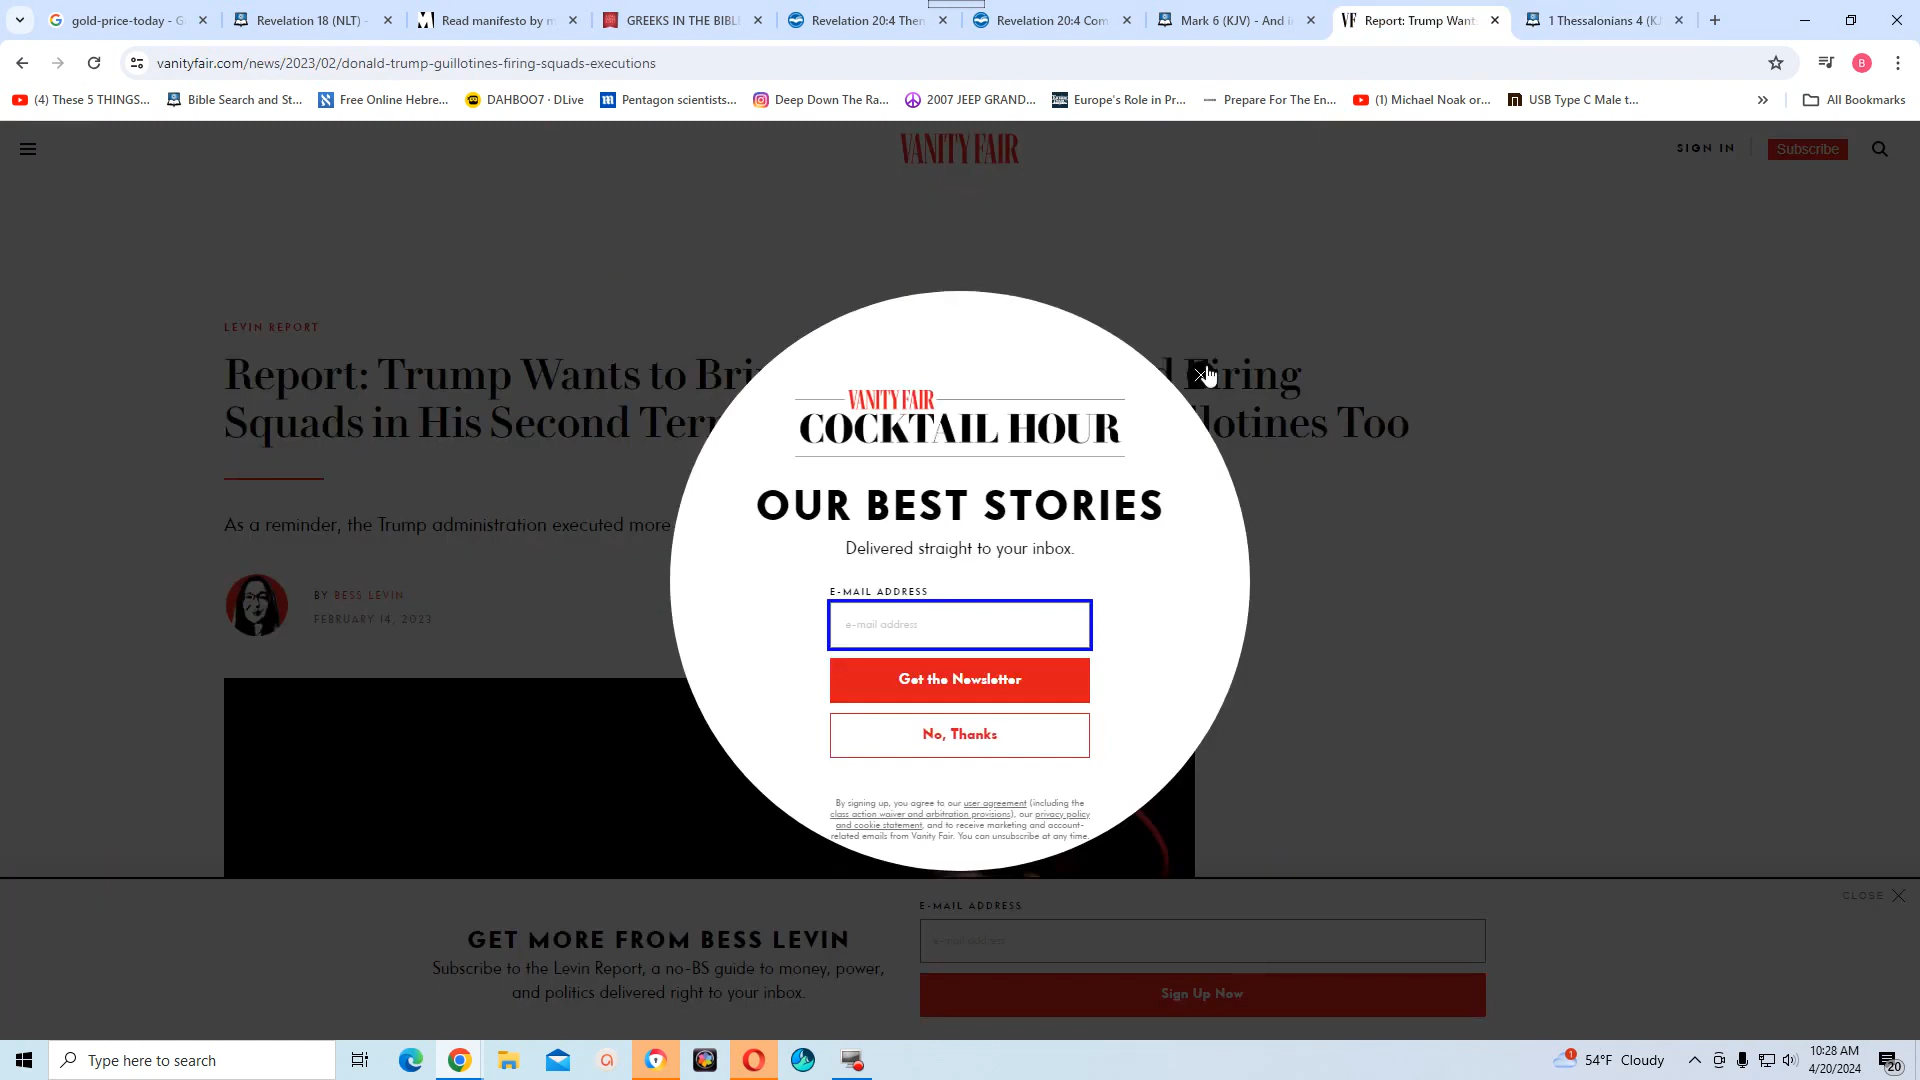 gold-price-today - G
Revelation 18 (NLT) -
Read manifesto by m
GREEKS IN THE BIBL
Revelation 20:4 Then
Revelation 20:4 Com
Mark 6 (KJV) - And i
VF Report: Trump Want
1 Thessalonians 4 (K
vanityfair.com/news/2023/02/donald-trump-guillotines-firing-squads-executions
B
(4) These 5 THINGS...
Bible Search and St...
Free Online Hebre...
DAHBOO7 · DLive
Pentagon scientists...
Deep Down The Ra...
2007 JEEP GRAND...
Europe's Role in Pr...
Prepare For The En...
(1) Michael Noak or...
USB Type C Male t...
All Bookmarks
VANITY FAIR
SIGN IN
Subscribe
LEVIN REPORT
Report: Trump Wants to Bri d Firing
Squads in His Second Ter lotines Too
As a reminder, the Trump administration executed more
BY BESS LEVIN
FEBRUARY 14, 2023
VANITY FAIR
COCKTAIL HOUR
OUR BEST STORIES
Delivered straight to your inbox.
E-MAIL ADDRESS
e-mail address
Get the Newsletter
No, Thanks
By signing up, you agree to our user agreement (including the
class action waiver and arbitration provisions), our privacy policy
and cookie statement, and to receive marketing and account-
related emails from Vanity Fair. You can unsubscribe at any time.
CLOSE
GET MORE FROM BESS LEVIN
Subscribe to the Levin Report, a no-BS guide to money, power,
and politics delivered right to your inbox.
E-MAIL ADDRESS
e-mail address
Sign Up Now
Type here to search
1
54°F Cloudy
10:28 AM
4/20/2024
20